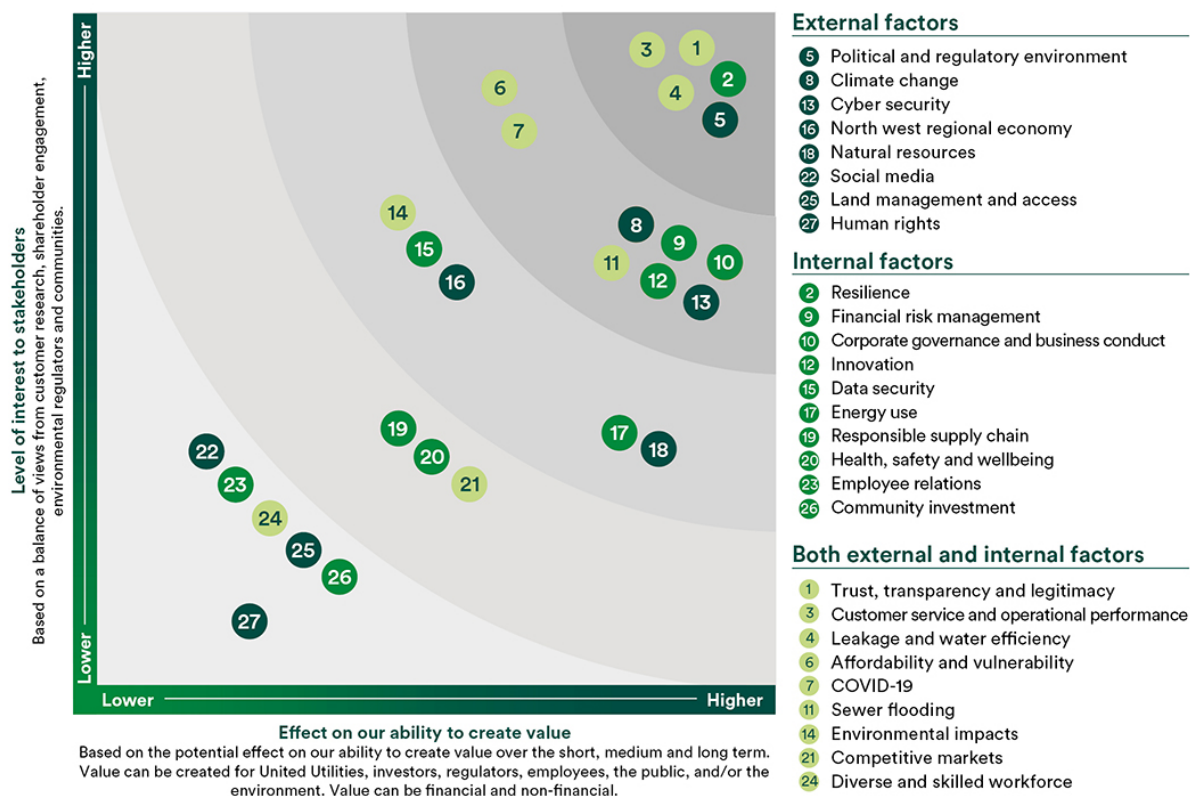 Higher
Lower
Level of interest to stakeholders
Based on a balance of views from customer research, shareholder engagement,
environmental regulators and communities.
3
1
2
4
5
6
7
14
15
16
8
9
10
11
12
13
19
20
21
17
18
22
23
24
25
26
27
Lower
Higher
Effect on our ability to create value
Based on the potential effect on our ability to create value over the short, medium and long term.
Value can be created for United Utilities, investors, regulators, employees, the public, and/or the
environment. Value can be financial and non-financial.
External factors
5 Political and regulatory environment
8 Climate change
13 Cyber security
16 North west regional economy
18 Natural resources
22 Social media
25 Land management and access
27 Human rights
Internal factors
2 Resilience
9 Financial risk management
10 Corporate governance and business conduct
12 Innovation
15 Data security
17 Energy use
19 Responsible supply chain
20 Health, safety and wellbeing
23 Employee relations
26 Community investment
Both external and internal factors
1 Trust, transparency and legitimacy
3 Customer service and operational performance
4 Leakage and water efficiency
6 Affordability and vulnerability
7 COVID-19
11 Sewer flooding
14 Environmental impacts
21 Competitive markets
24 Diverse and skilled workforce